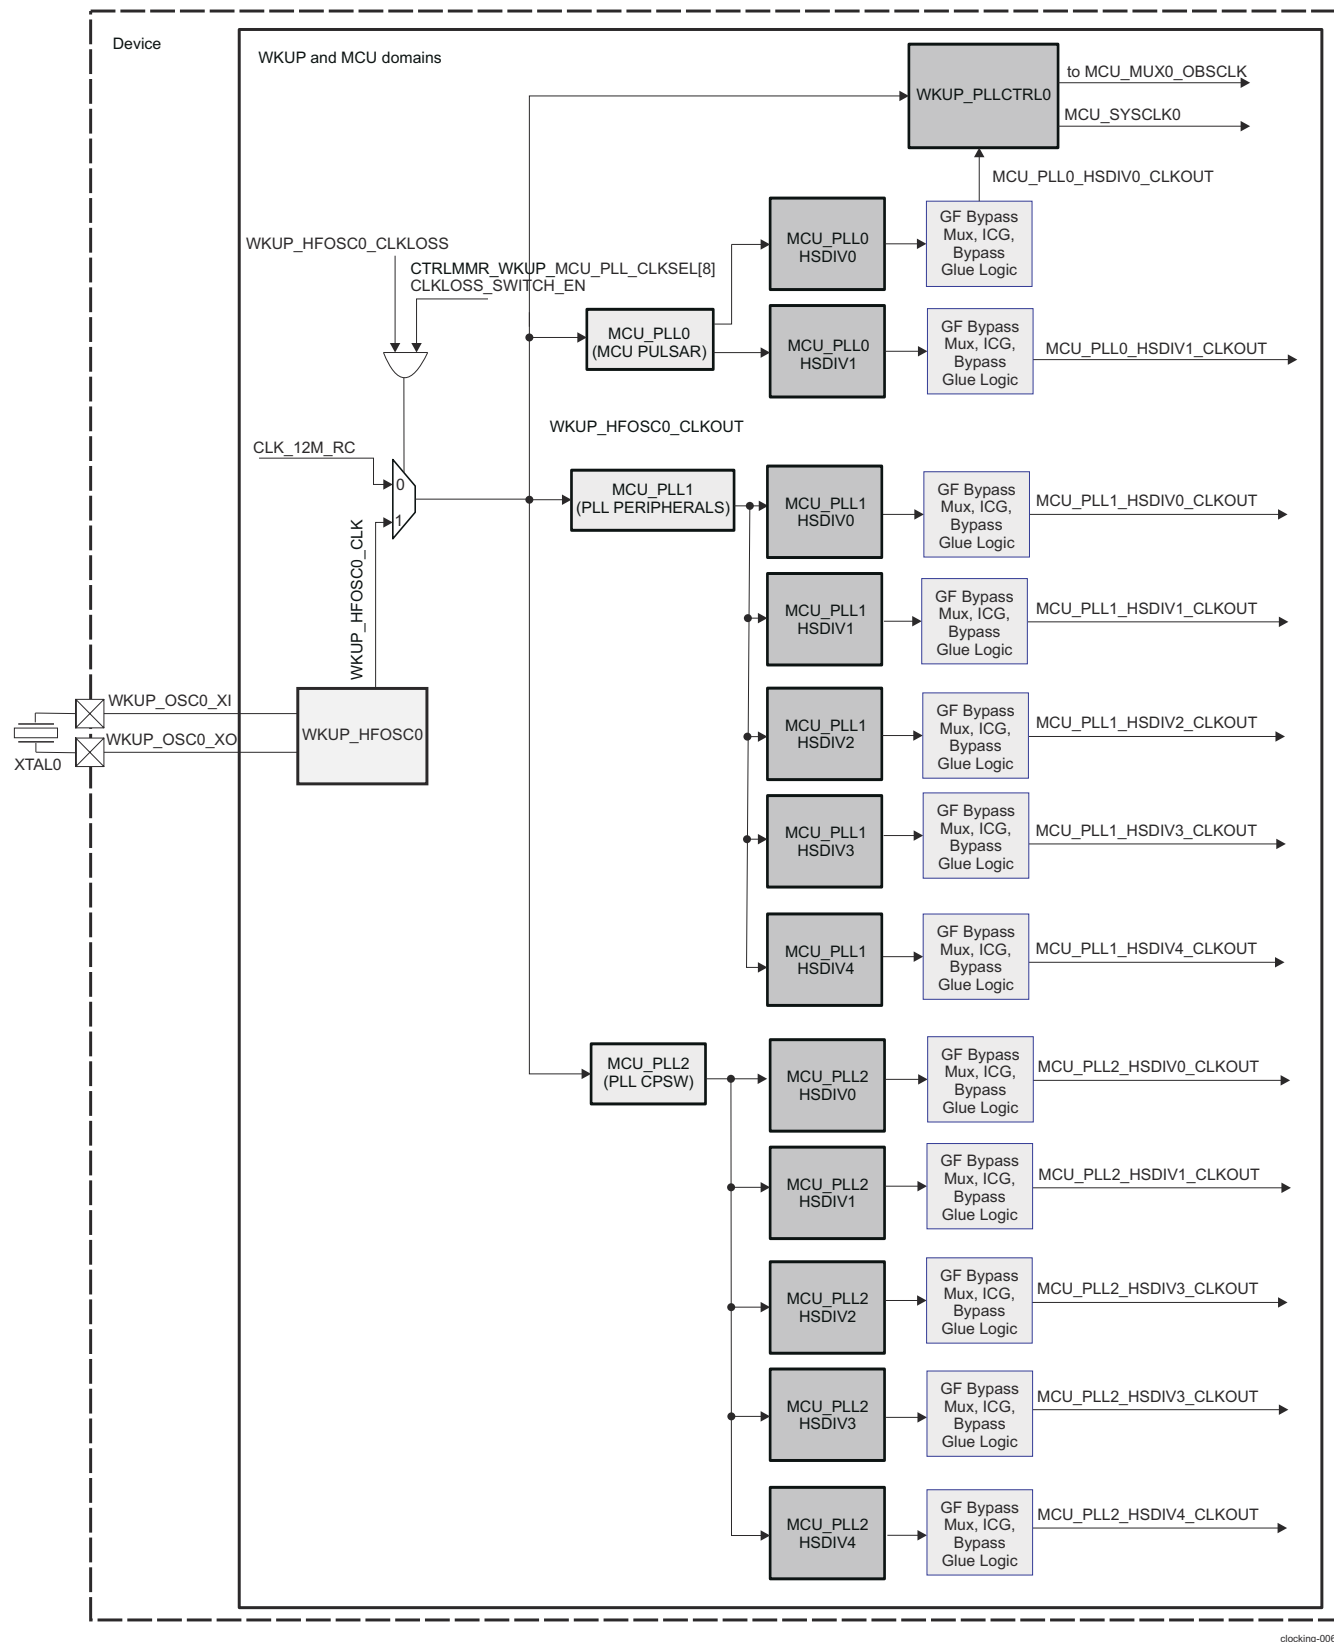 Device
WKUP and MCU domains
WKUP_PLLCTRL0
to MCU_MUX0_OBSCLK
MCU_SYSCLK0
MCU_PLL0_HSDIV0_CLKOUT
WKUP_HFOSC0_CLKLOSS
CTRLMMR_WKUP_MCU_PLL_CLKSEL[8]
CLKLOSS_SWITCH_EN
MCU_PLL0
HSDIV0
GF Bypass
Mux, ICG,
Bypass
Glue Logic
MCU_PLL0
(MCU PULSAR)
MCU_PLL0
HSDIV1
GF Bypass
Mux, ICG,
Bypass
Glue Logic
MCU_PLL0_HSDIV1_CLKOUT
WKUP_HFOSC0_CLKOUT
CLK_12M_RC
0
1
WKUP_HFOSC0_CLK
MCU_PLL1
(PLL PERIPHERALS)
MCU_PLL1
HSDIV0
GF Bypass
Mux, ICG,
Bypass
Glue Logic
MCU_PLL1_HSDIV0_CLKOUT
MCU_PLL1
HSDIV1
GF Bypass
Mux, ICG,
Bypass
Glue Logic
MCU_PLL1_HSDIV1_CLKOUT
WKUP_OSC0_XI
WKUP_OSC0_XO
XTAL0
WKUP_HFOSC0
MCU_PLL1
HSDIV2
GF Bypass
Mux, ICG,
Bypass
Glue Logic
MCU_PLL1_HSDIV2_CLKOUT
MCU_PLL1
HSDIV3
GF Bypass
Mux, ICG,
Bypass
Glue Logic
MCU_PLL1_HSDIV3_CLKOUT
MCU_PLL1
HSDIV4
GF Bypass
Mux, ICG,
Bypass
Glue Logic
MCU_PLL1_HSDIV4_CLKOUT
MCU_PLL2
(PLL CPSW)
MCU_PLL2
HSDIV0
GF Bypass
Mux, ICG,
Bypass
Glue Logic
MCU_PLL2_HSDIV0_CLKOUT
MCU_PLL2
HSDIV1
GF Bypass
Mux, ICG,
Bypass
Glue Logic
MCU_PLL2_HSDIV1_CLKOUT
MCU_PLL2
HSDIV2
GF Bypass
Mux, ICG,
Bypass
Glue Logic
MCU_PLL2_HSDIV3_CLKOUT
MCU_PLL2
HSDIV3
GF Bypass
Mux, ICG,
Bypass
Glue Logic
MCU_PLL2_HSDIV3_CLKOUT
MCU_PLL2
HSDIV4
GF Bypass
Mux, ICG,
Bypass
Glue Logic
MCU_PLL2_HSDIV4_CLKOUT
clocking-006